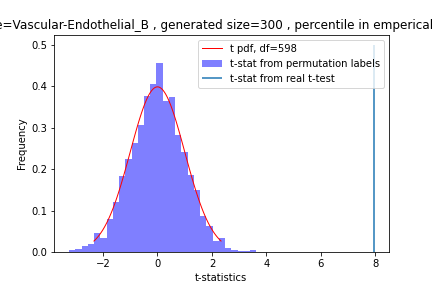 e=Vascular-Endothelial_B , generated size=300 , percentile in emperical
t pdf, df=598
t-stat from permutation labels
t-stat from real t-test
Frequency
0.5
0.4
0.3
0.2
0.1
0.0
−2
0
2
4
6
8
t-statistics